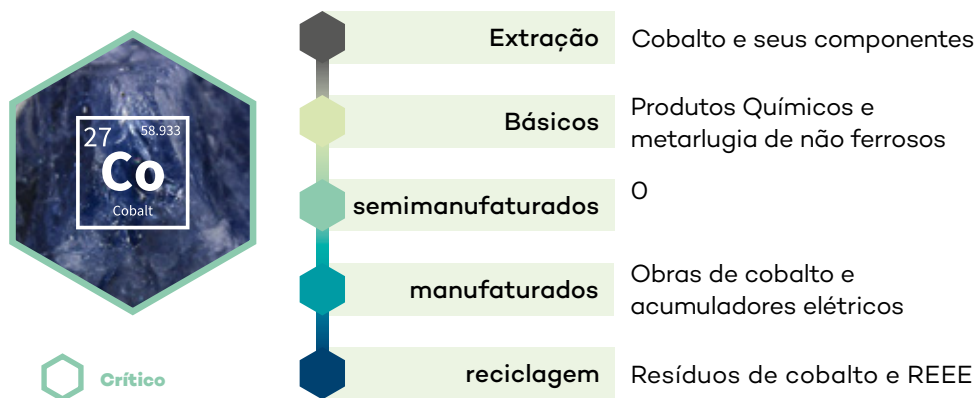 27
58.933
Co
Cobalt
Crítico
Extração
Cobalto e seus componentes
Básicos
Produtos Químicos e
metarlugia de não ferrosos
semimanufaturados
0
manufaturados
Obras de cobalto e
acumuladores elétricos
reciclagem
Resíduos de cobalto e REEE